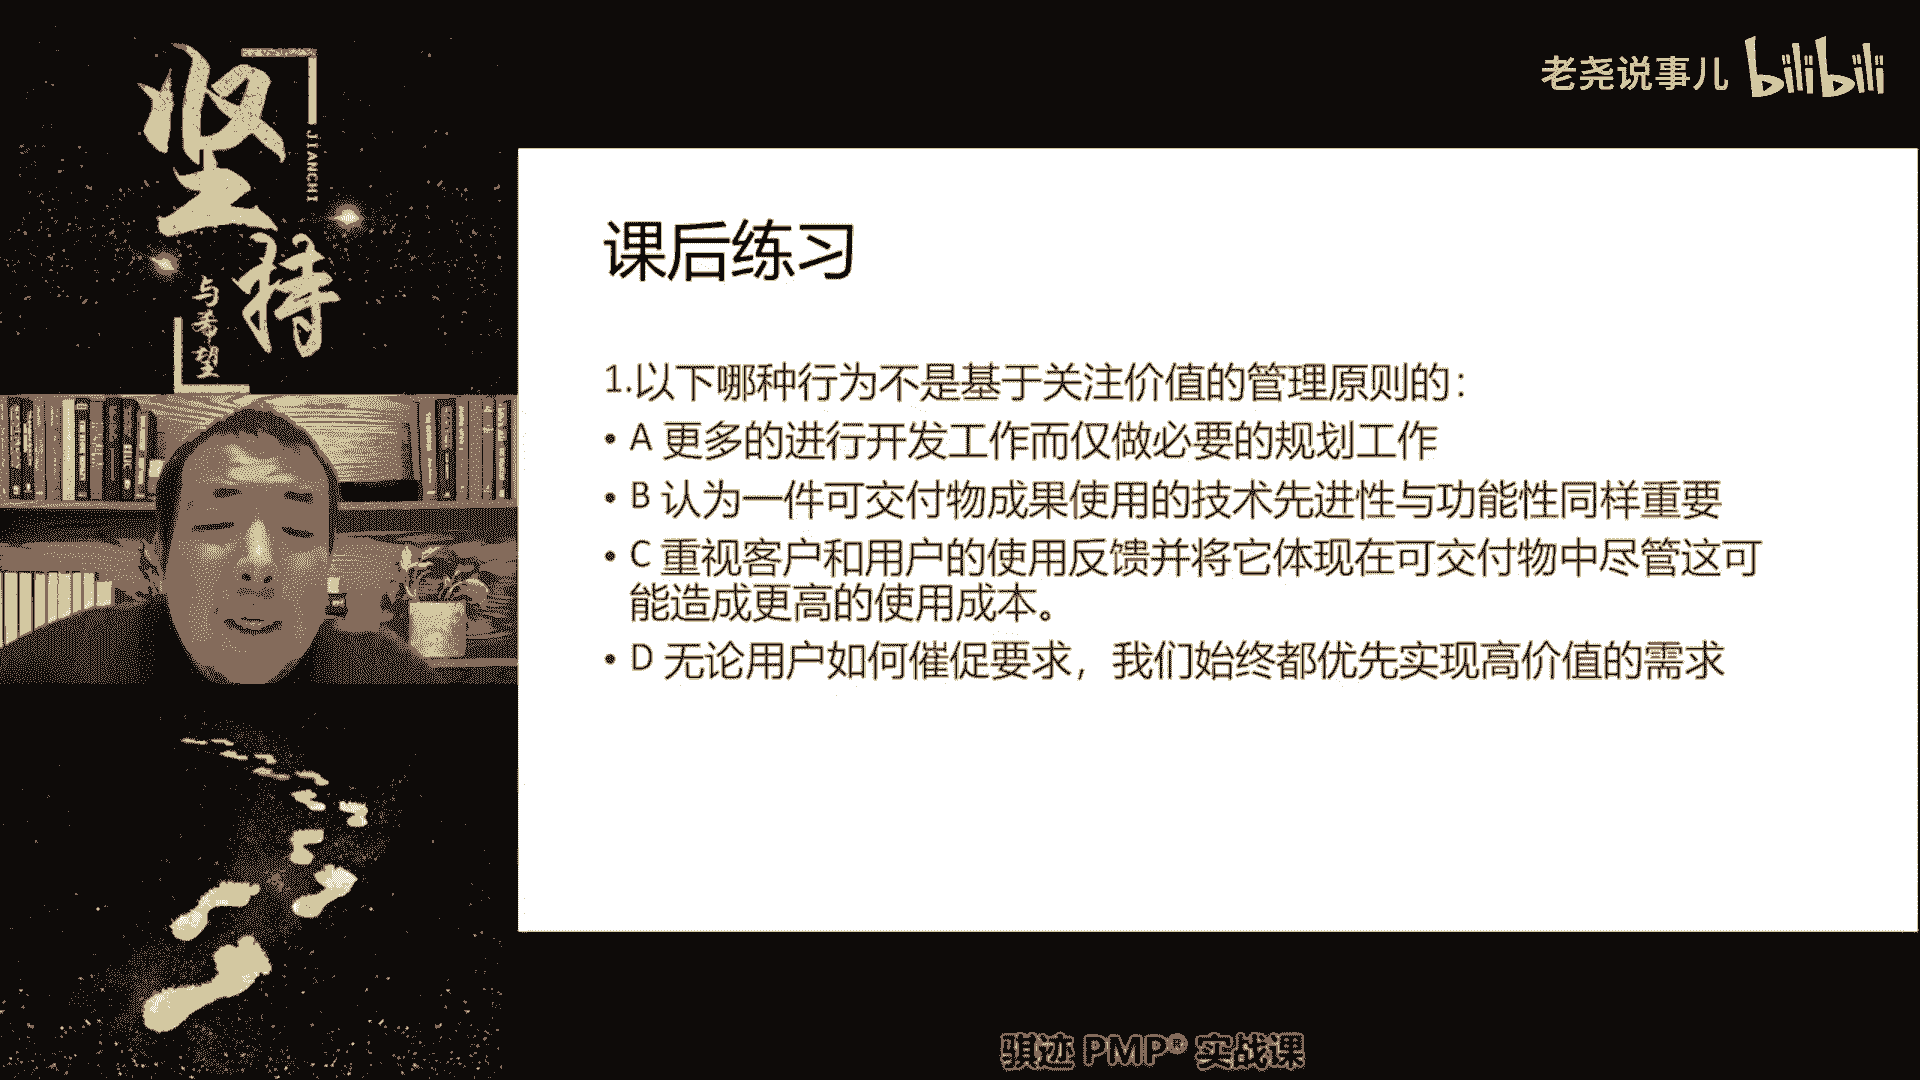 坚持
JIANCHI
与希望
老尧说事儿 bilibili
课后练习
1.以下哪种行为不是基于关注价值的管理原则的：
• A 更多的进行开发工作而仅做必要的规划工作
• B 认为一件可交付物成果使用的技术先进性与功能性同样重要
• C 重视客户和用户的使用反馈并将它体现在可交付物中尽管这可
能造成更高的使用成本。
• D 无论用户如何催促要求，我们始终都优先实现高价值的需求
骐迹 PMP® 实战课